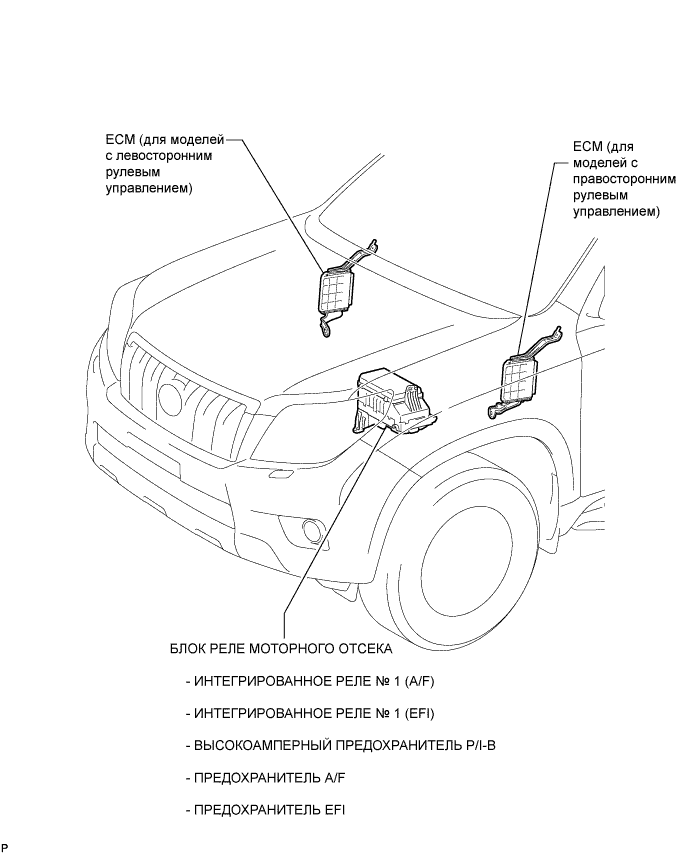 ECM (для моделей
с левосторонним
рулевым
управлением)
ECM (для
моделей с
правосторонним
рулевым
управлением)
БЛОК РЕЛЕ МОТОРНОГО ОТСЕКА
- ИНТЕГРИРОВАННОЕ РЕЛЕ № 1 (A/F)
- ИНТЕГРИРОВАННОЕ РЕЛЕ № 1 (EFI)
- ВЫСОКОАМПЕРНЫЙ ПРЕДОХРАНИТЕЛЬ P/I-B
- ПРЕДОХРАНИТЕЛЬ A/F
- ПРЕДОХРАНИТЕЛЬ EFI
P